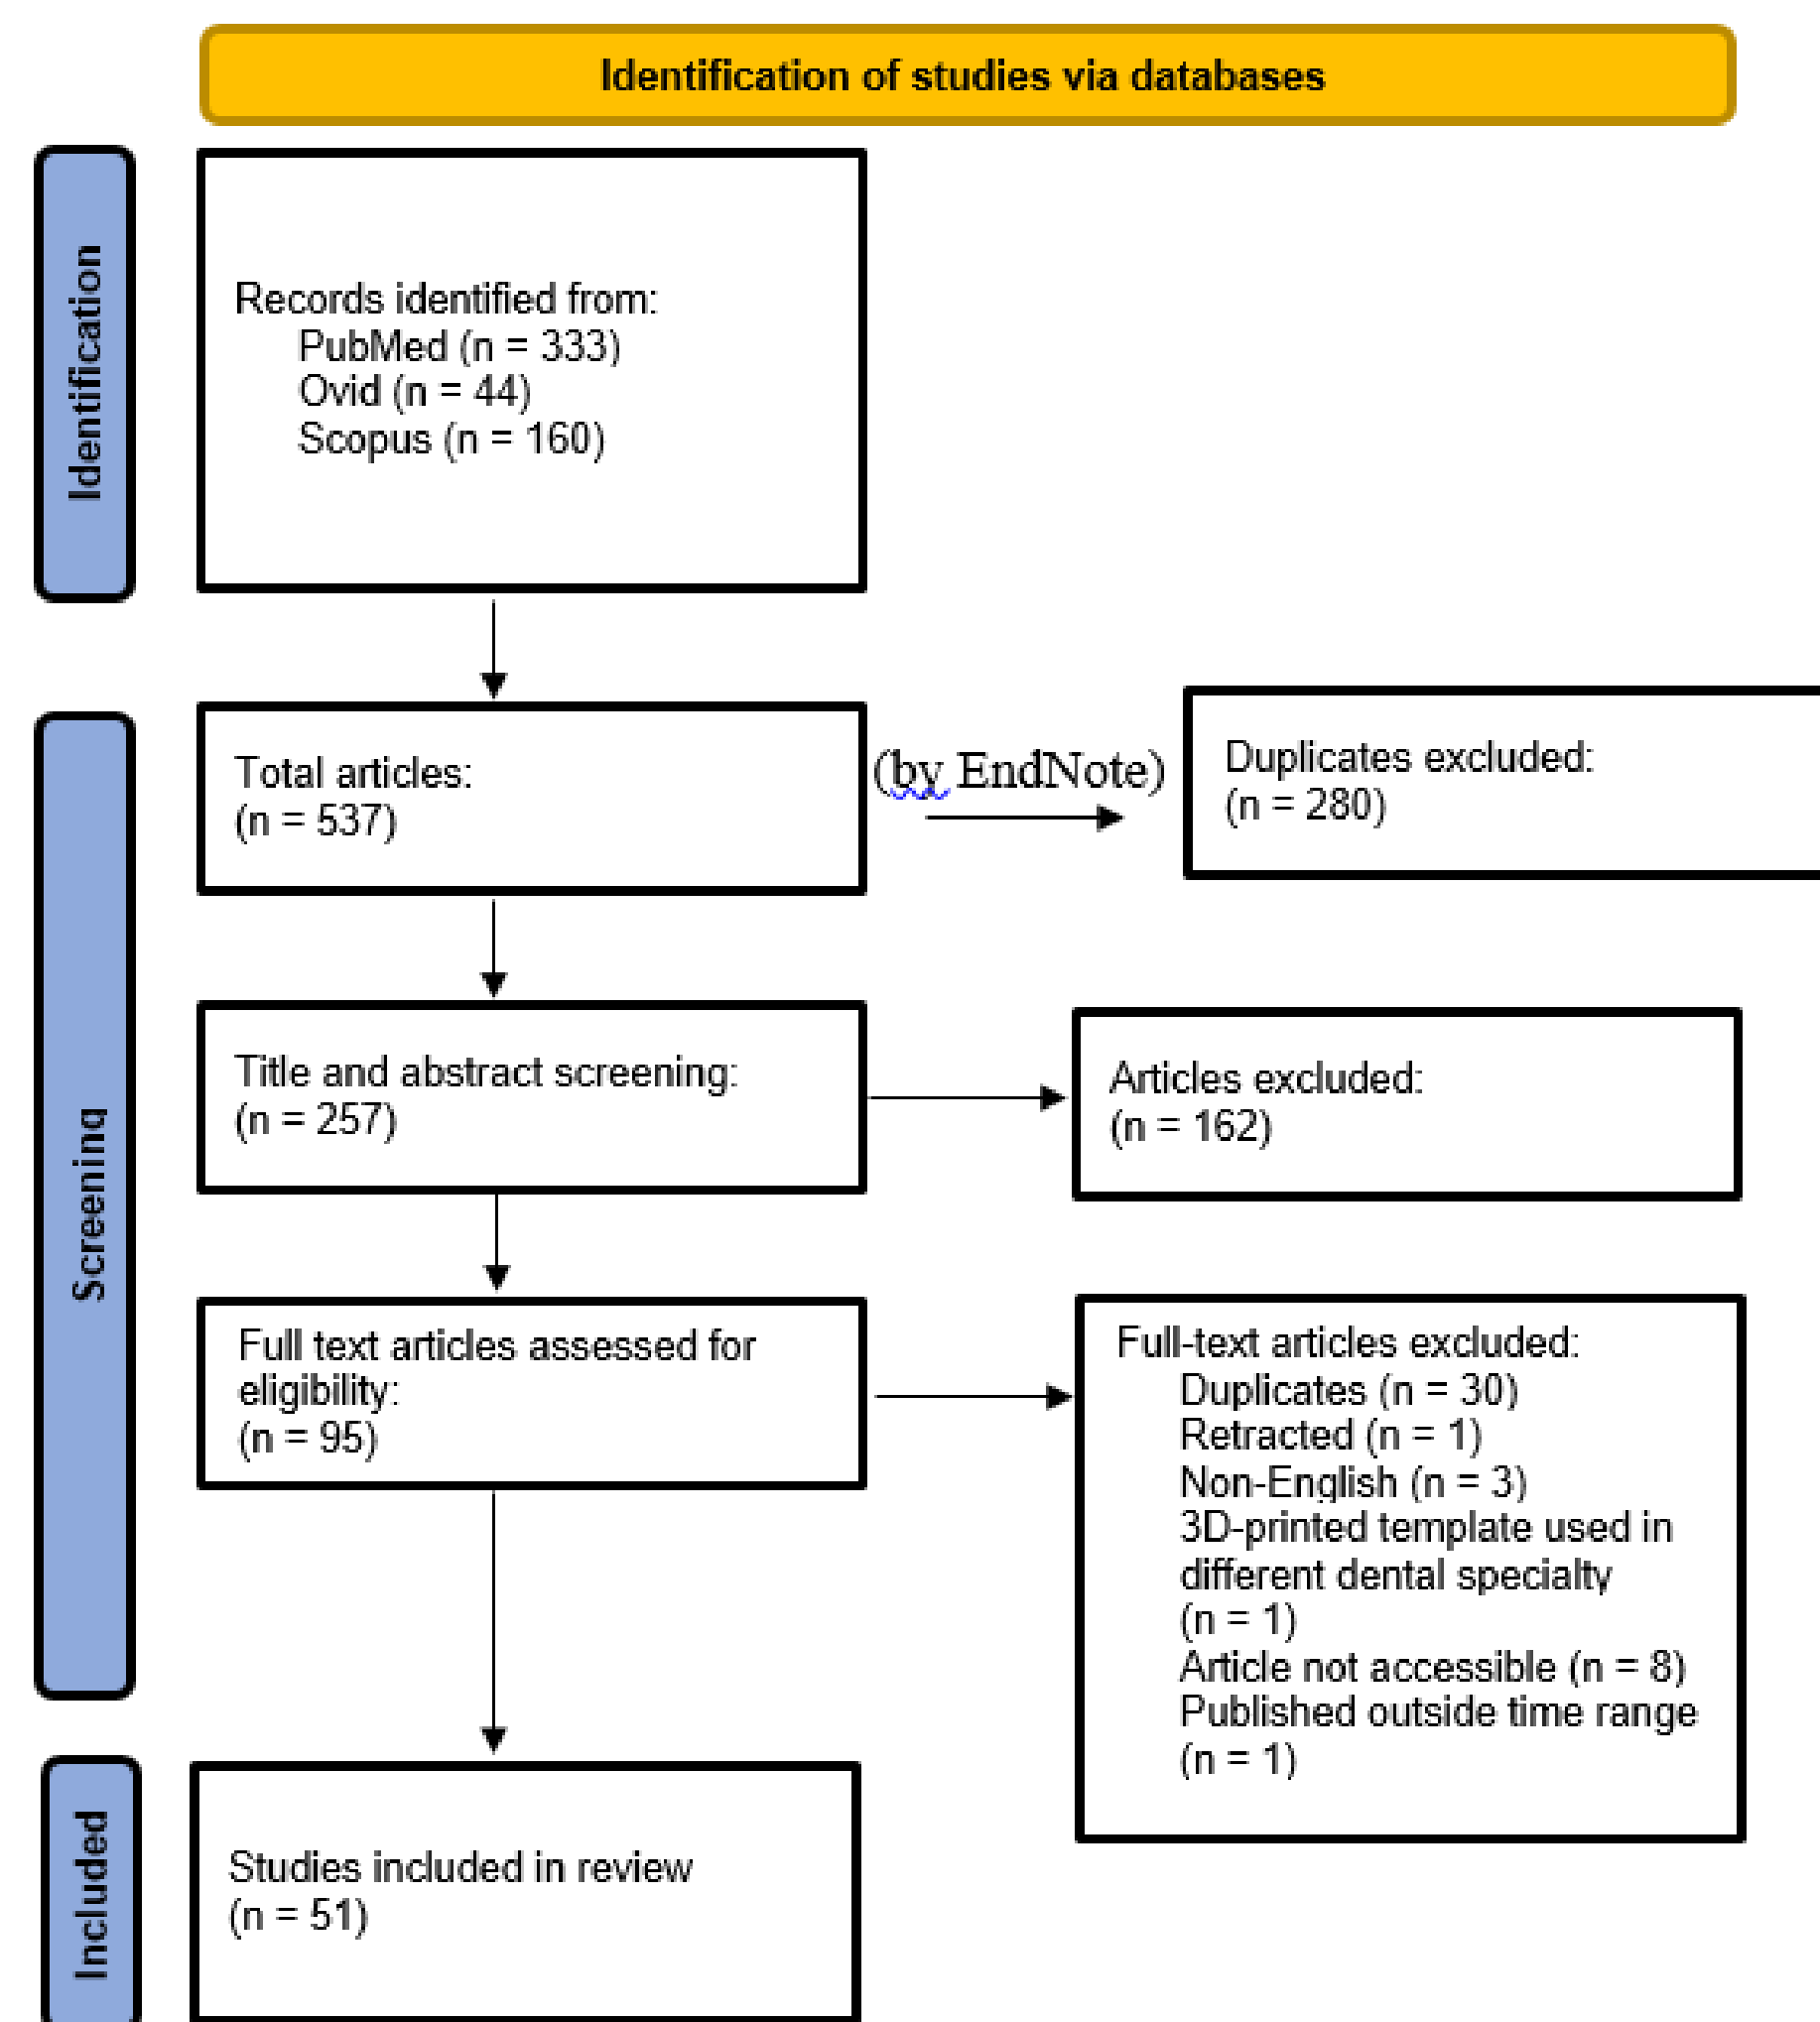 Identification of studies via databases
Identification
Records identified from:
PubMed (n = 333)
Ovid (n = 44)
Scopus (n = 160)
Screening
Total articles:
(n = 537)
(by EndNote)
Duplicates excluded:
(n = 280)
Title and abstract screening:
(n = 257)
Articles excluded:
(n = 162)
Full text articles assessed for
eligibility:
(n = 95)
Full-text articles excluded:
Duplicates (n = 30)
Retracted (n = 1)
Non-English (n = 3)
3D-printed template used in
different dental specialty
(n = 1)
Article not accessible (n = 8)
Published outside time range
(n = 1)
Included
Studies included in review
(n = 51)